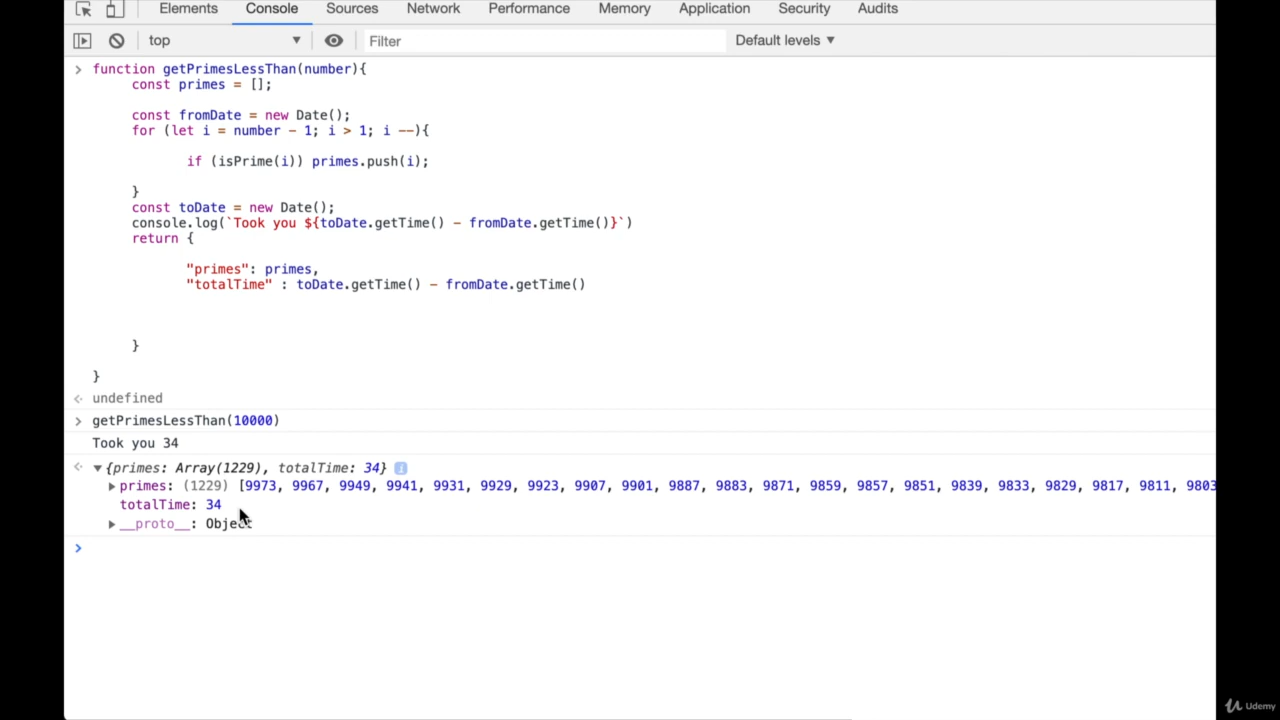 Elements Console Sources Network Performance Memory Application Security Audits
top ▼ Filter Default levels ▼
> function getPrimesLessThan(number){
const primes = [];
const fromDate = new Date();
for (let i = number - 1; i > 1; i --){
if (isPrime(i)) primes.push(i);
}
const toDate = new Date();
console.log(`Took you ${toDate.getTime() - fromDate.getTime()}`)
return {
"primes": primes,
"totalTime" : toDate.getTime() - fromDate.getTime()
}
}
undefined
> getPrimesLessThan(10000)
Took you 34
▼{primes: Array(1229), totalTime: 34} i
▶primes: (1229) [9973, 9967, 9949, 9941, 9931, 9929, 9923, 9907, 9901, 9887, 9883, 9871, 9859, 9857, 9851, 9839, 9833, 9829, 9817, 9811, 9803
totalTime: 34
▶__proto__: Object
>
Udemy